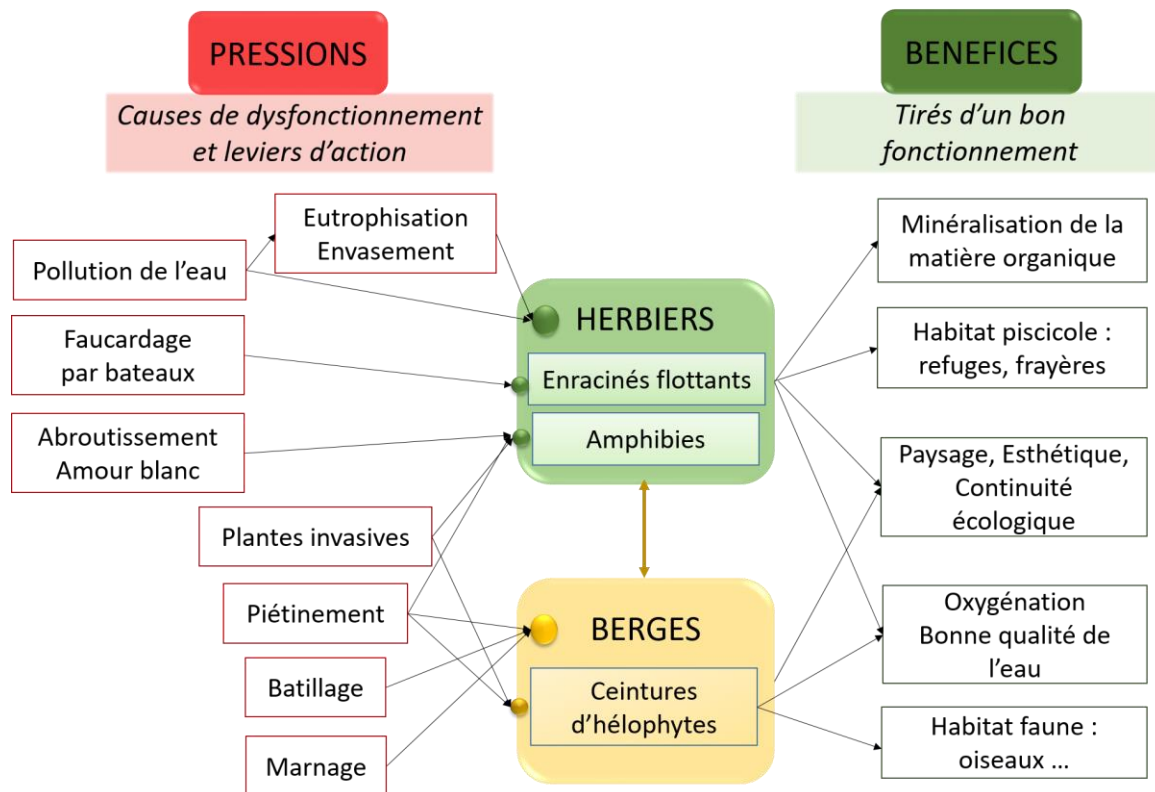 PRESSIONS
Causes de dysfonctionnement
et leviers d’action
Eutrophisation
Envasement
Pollution de l’eau
Faucardage
par bateaux
Abroutissement
Amour blanc
Plantes invasives
Piétinement
Batillage
Marnage
HERBIERS
Enracinés flottants
Amphibies
BERGES
Ceintures
d’hélophytes
BENEFICES
Tirés d’un bon
fonctionnement
Minéralisation de la
matière organique
Habitat piscicole :
refuges, frayères
Paysage, Esthétique,
Continuité
écologique
Oxygénation
Bonne qualité de
l’eau
Habitat faune :
oiseaux ...